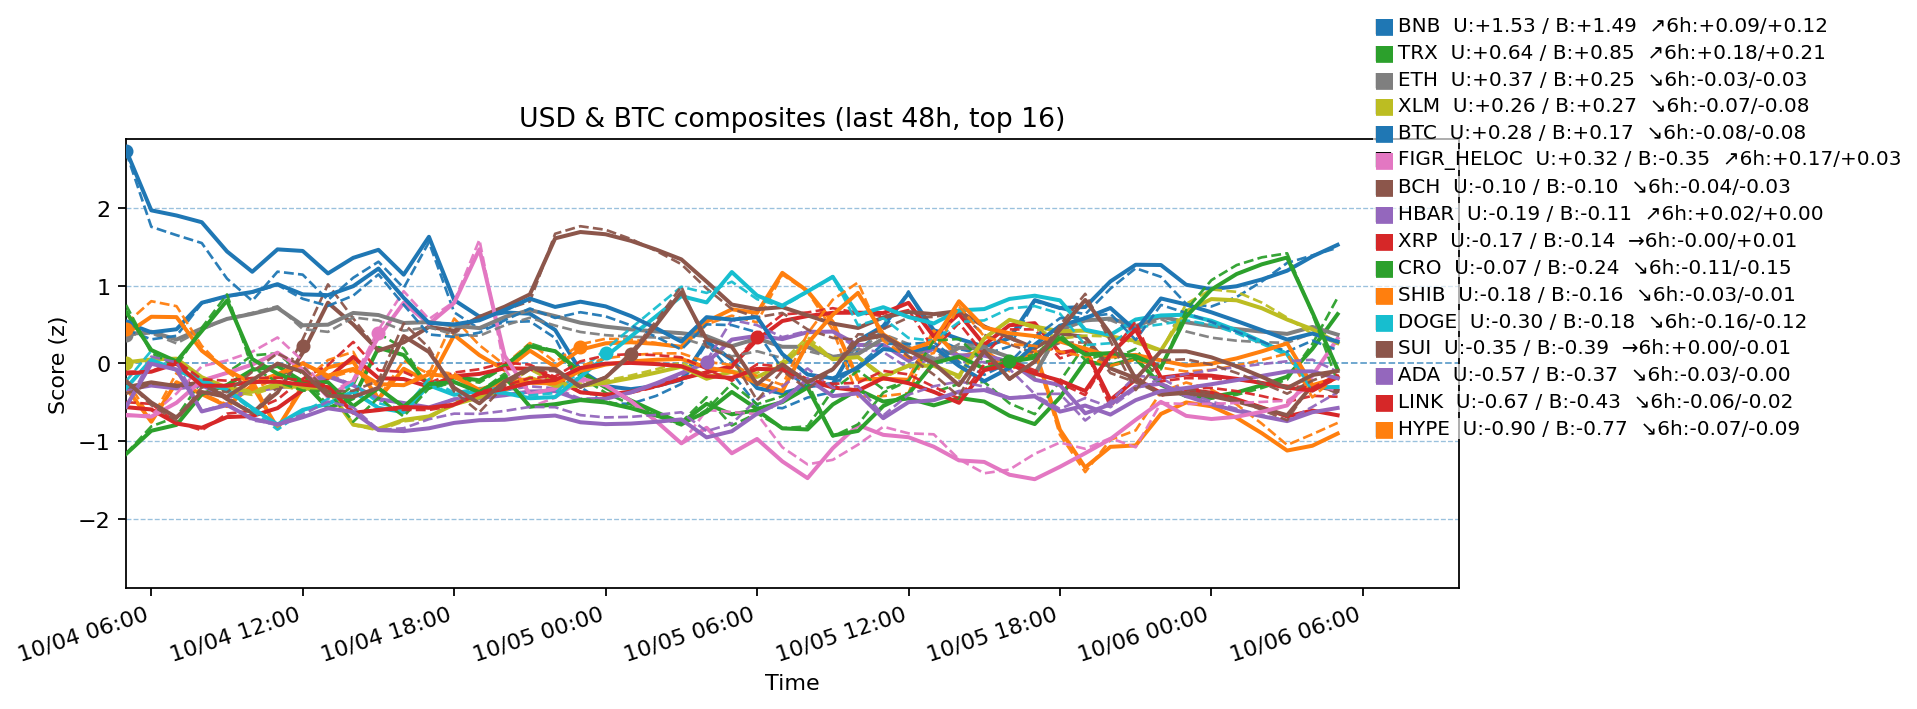 BNB U:+1.53 / B:+1.49 ↗6h:+0.09/+0.12
TRX U:+0.64 / B:+0.85 ↗6h:+0.18/+0.21
ETH U:+0.37 / B:+0.25 ↘6h:-0.03/-0.03
XLM U:+0.26 / B:+0.27 ↘6h:-0.07/-0.08
BTC U:+0.28 / B:+0.17 ↘6h:-0.08/-0.08
FIGR_HELOC U:+0.32 / B:-0.35 ↗6h:+0.17/+0.03
BCH U:-0.10 / B:-0.10 ↘6h:-0.04/-0.03
HBAR U:-0.19 / B:-0.11 ↗6h:+0.02/+0.00
XRP U:-0.17 / B:-0.14 →6h:-0.00/+0.01
CRO U:-0.07 / B:-0.24 ↘6h:-0.11/-0.15
SHIB U:-0.18 / B:-0.16 ↘6h:-0.03/-0.01
DOGE U:-0.30 / B:-0.18 ↘6h:-0.16/-0.12
SUI U:-0.35 / B:-0.39 →6h:+0.00/-0.01
ADA U:-0.57 / B:-0.37 ↘6h:-0.03/-0.00
LINK U:-0.67 / B:-0.43 ↘6h:-0.06/-0.02
HYPE U:-0.90 / B:-0.77 ↘6h:-0.07/-0.09
USD & BTC composites (last 48h, top 16)
Score (z)
2
1
0
−1
−2
10/04 06:00
10/04 12:00
10/04 18:00
10/05 00:00
10/05 06:00
10/05 12:00
10/05 18:00
10/06 00:00
10/06 06:00
Time